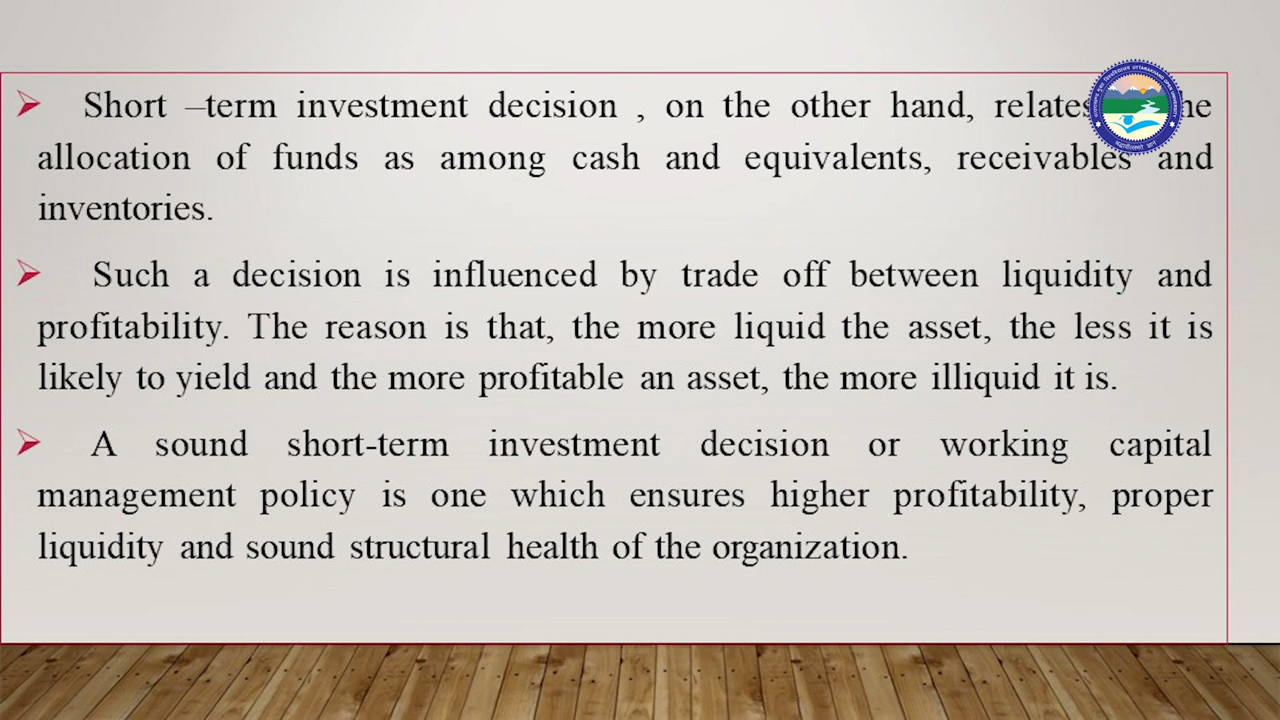 ➢ Short –term investment decision , on the other hand, relates he
allocation of funds as among cash and equivalents, receivables and
inventories.
➢ Such a decision is influenced by trade off between liquidity and
profitability. The reason is that, the more liquid the asset, the less it is
likely to yield and the more profitable an asset, the more illiquid it is.
➢ A sound short-term investment decision or working capital
management policy is one which ensures higher profitability, proper
liquidity and sound structural health of the organization.